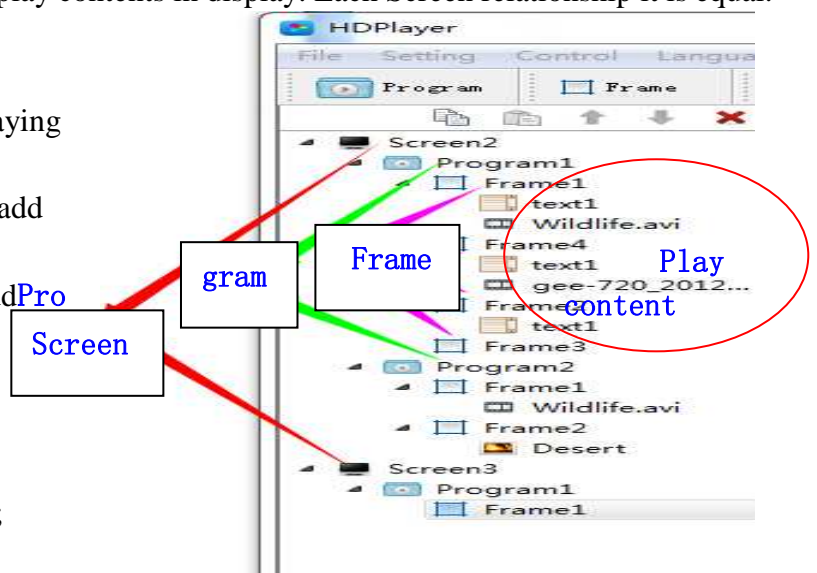 play contents in display. Each Screen relationship it is equal.
HDPlayer
File Setting Control Langua
Program Frame
aying
Screen2
Program1
Frame1
add
text1
Wildlife.avi
Frame4
Frame
Play
text1
gram
gee-720_2012...
dPro
content
text1
Screen
Frame3
Program2
Frame1
Wildlife.avi
Frame2
Desert
Screen3
Program1
Frame1